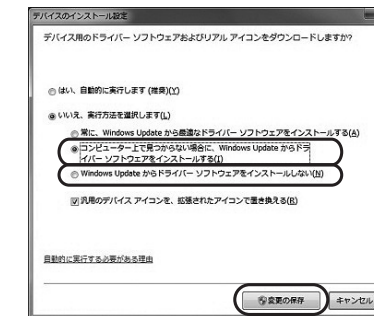 デバイスのインストール設定
デバイス用のドライバー ソフトウェアおよびリアル アイコンをダウンロードしますか?
はい、自動的に実行します (推奨)(Y)
いいえ、実行方法を選択します(L)
常に、Windows Update から最適なドライバー ソフトウェアをインストールする(A)
コンピューター上で見つからない場合に、Windows Update からドラ
イバー ソフトウェアをインストールする(I)
Windows Update からドライバー ソフトウェアをインストールしない(N)
汎用のデバイス アイコンを、拡張されたアイコンで置き換える(R)
自動的に実行する必要がある理由
変更の保存
キャンセル